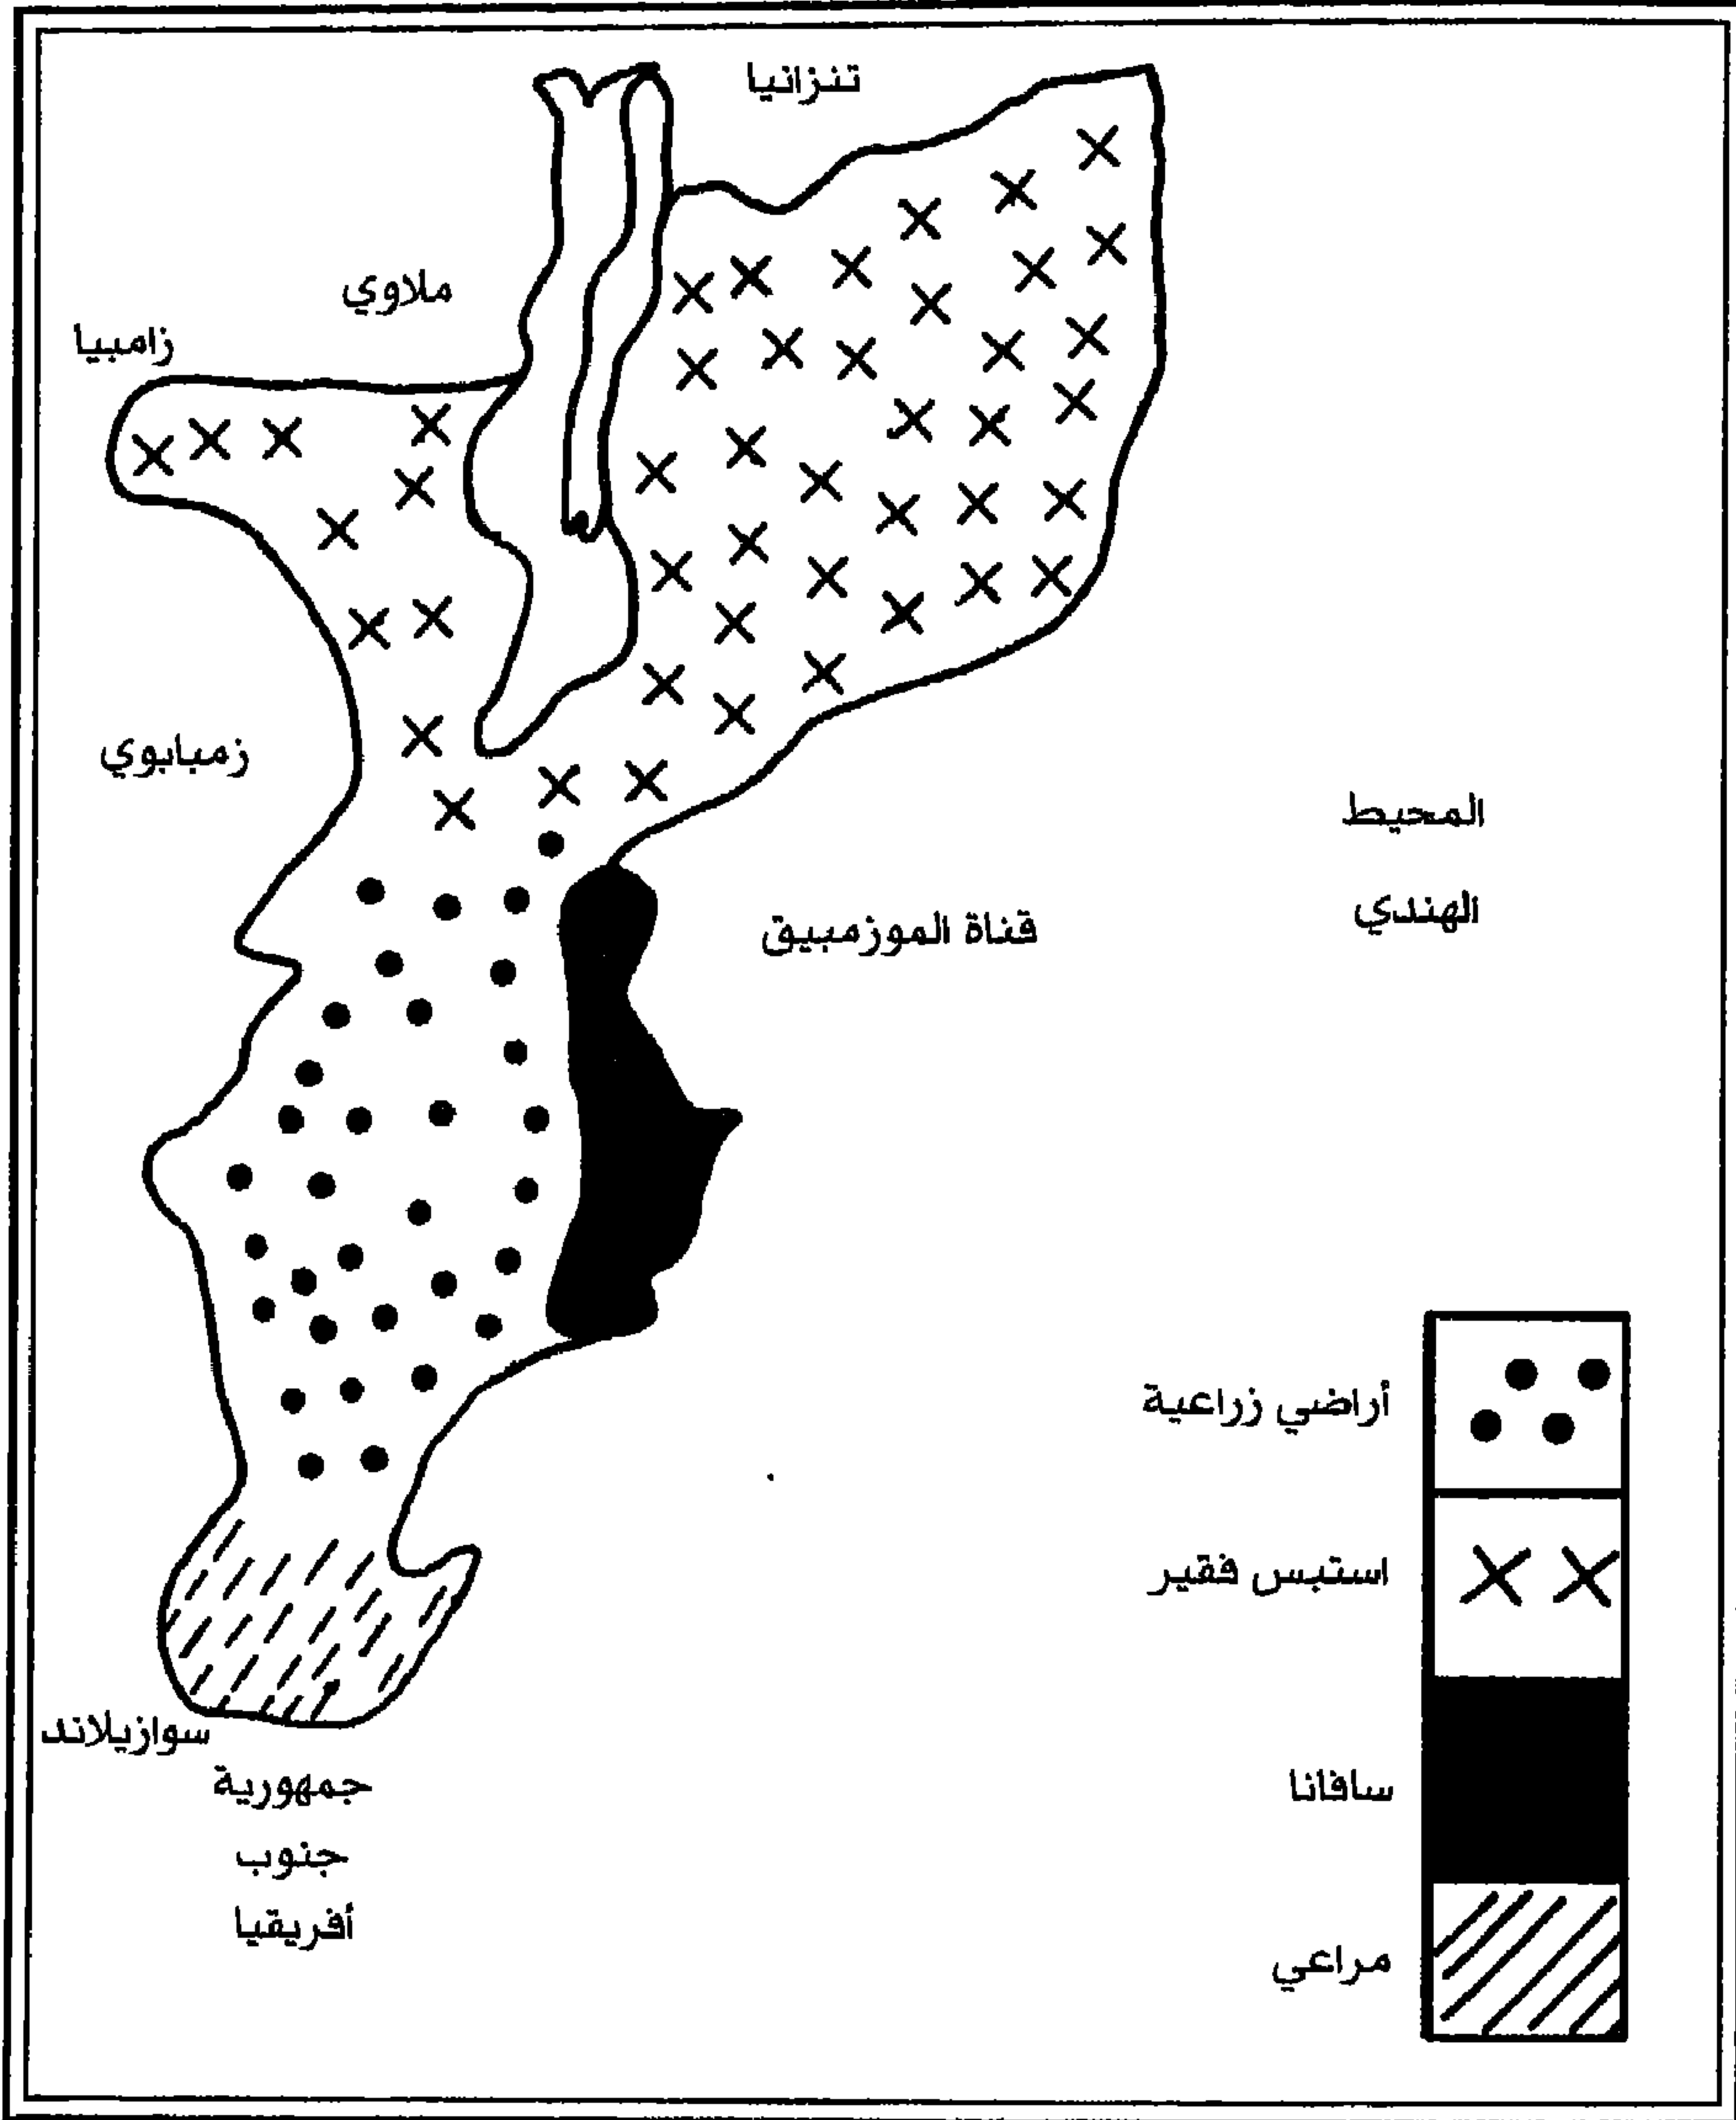 تنزانيا
ملاوي
زامبيا
زمبابوي
المحيط
الهندي
قناة الموزمبيق
أراضي زراعية
استبس فقير
سافانا
مراعي
سوازيلاند
جمهورية
جنوب
أفريقيا